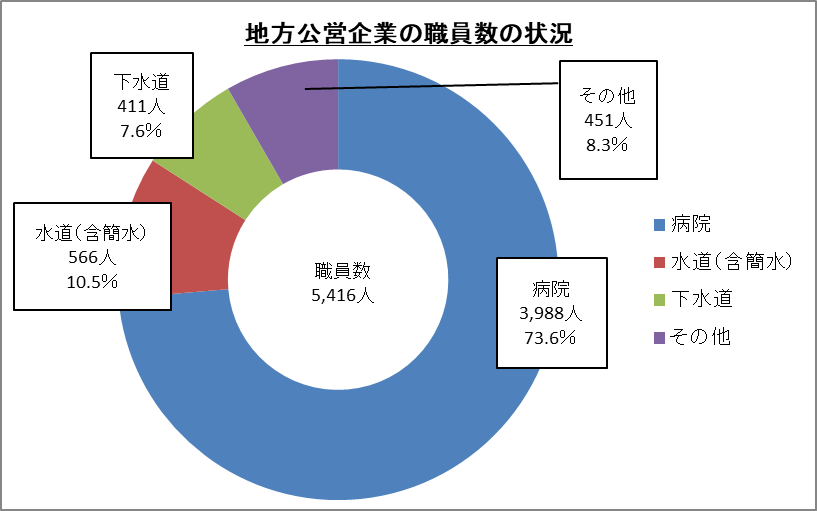 地方公営企業の職員数の状況
下水道
411人
7.6%
その他
451人
8.3%
水道(含簡水)
566人
10.5%
職員数
5,416人
病院
3,988人
73.6%
病院
水道(含簡水)
下水道
その他